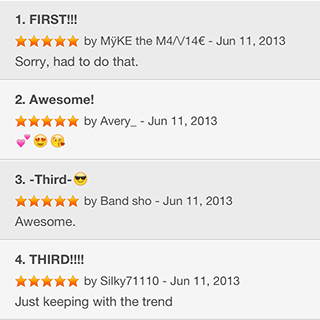 1. FIRST!!!
★★★★★ by MÿKE the M4/\/14€ - Jun 11, 2013
Sorry, had to do that.
2. Awesome!
★★★★★ by Avery_ - Jun 11, 2013
💕😍😘
3. -Third-😎
★★★★★ by Band sho - Jun 11, 2013
Awesome.
4. THIRD!!!!
★★★★★ by Silky71110 - Jun 11, 2013
Just keeping with the trend